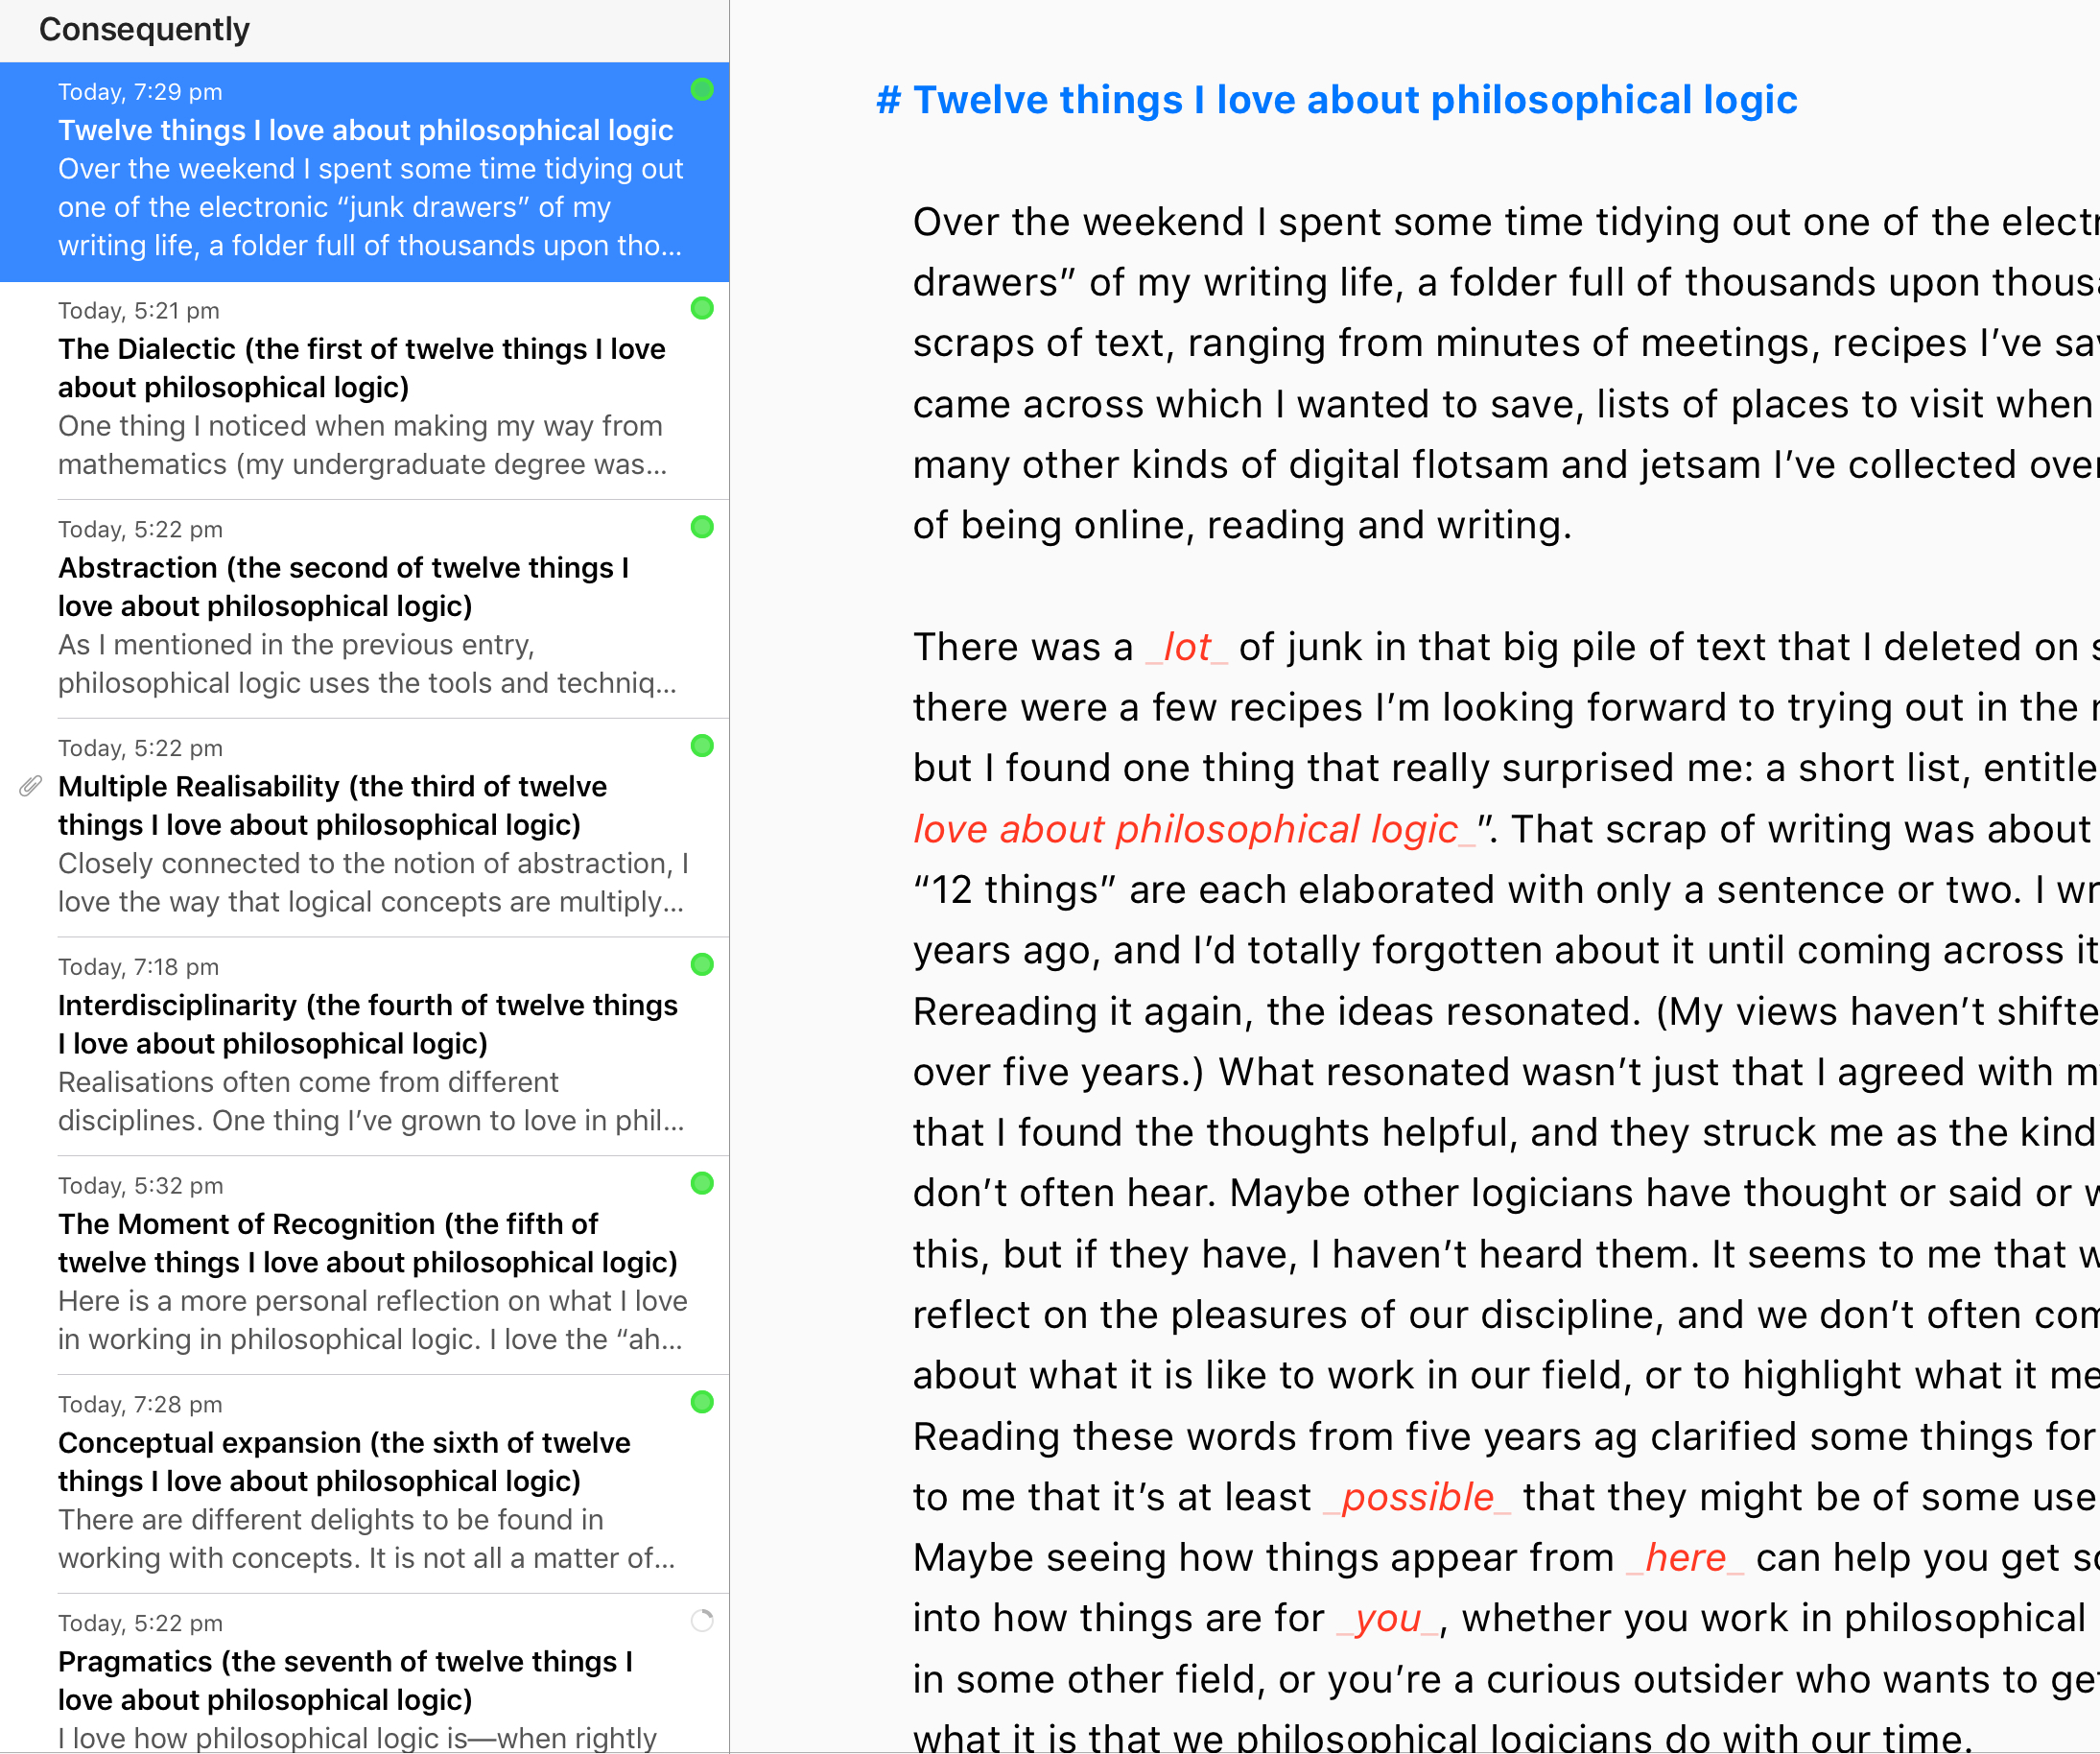 Consequently
Today, 7:29 pm
Twelve things I love about philosophical logic
Over the weekend I spent some time tidying out
one of the electronic “junk drawers” of my
writing life, a folder full of thousands upon tho...
Today, 5:21 pm
The Dialectic (the first of twelve things I love
about philosophical logic)
One thing I noticed when making my way from
mathematics (my undergraduate degree was...
Today, 5:22 pm
Abstraction (the second of twelve things I
love about philosophical logic)
As I mentioned in the previous entry,
philosophical logic uses the tools and techniq...
Today, 5:22 pm
Multiple Realisability (the third of twelve
things I love about philosophical logic)
Closely connected to the notion of abstraction, I
love the way that logical concepts are multiply...
Today, 7:18 pm
Interdisciplinarity (the fourth of twelve things
I love about philosophical logic)
Realisations often come from different
disciplines. One thing I’ve grown to love in phil...
Today, 5:32 pm
The Moment of Recognition (the fifth of
twelve things I love about philosophical logic)
Here is a more personal reflection on what I love
in working in philosophical logic. I love the “ah...
Today, 7:28 pm
Conceptual expansion (the sixth of twelve
things I love about philosophical logic)
There are different delights to be found in
working with concepts. It is not all a matter of...
Today, 5:22 pm
Pragmatics (the seventh of twelve things I
love about philosophical logic)
I love how philosophical logic is—when rightly
# Twelve things I love about philosophical logic
Over the weekend I spent some time tidying out one of the electr
drawers” of my writing life, a folder full of thousands upon thous
scraps of text, ranging from minutes of meetings, recipes I’ve sa
came across which I wanted to save, lists of places to visit when
many other kinds of digital flotsam and jetsam I’ve collected over
of being online, reading and writing.
There was a _lot_ of junk in that big pile of text that I deleted on s
there were a few recipes I’m looking forward to trying out in the
but I found one thing that really surprised me: a short list, entitle
love about philosophical logic_”. That scrap of writing was about
“12 things” are each elaborated with only a sentence or two. I wr
years ago, and I’d totally forgotten about it until coming across it
Rereading it again, the ideas resonated. (My views haven’t shifte
over five years.) What resonated wasn’t just that I agreed with m
that I found the thoughts helpful, and they struck me as the kind
don’t often hear. Maybe other logicians have thought or said or w
this, but if they have, I haven’t heard them. It seems to me that w
reflect on the pleasures of our discipline, and we don’t often com
about what it is like to work in our field, or to highlight what it me
Reading these words from five years ag clarified some things for
to me that it’s at least _possible_ that they might be of some use
Maybe seeing how things appear from _here_ can help you get so
into how things are for _you_, whether you work in philosophical
in some other field, or you’re a curious outsider who wants to ge
what it is that we philosophical logicians do with our time.